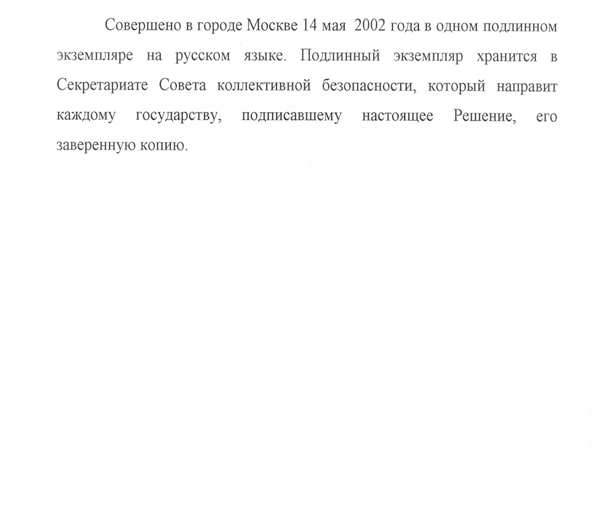 Совершено в городе Москве 14 мая  2002 года в одном подлинном
экземпляре на русском языке. Подлинный экземпляр хранится в
Секретариате Совета коллективной безопасности, который направит
каждому государству, подписавшему настоящее Решение, его
заверенную копию.